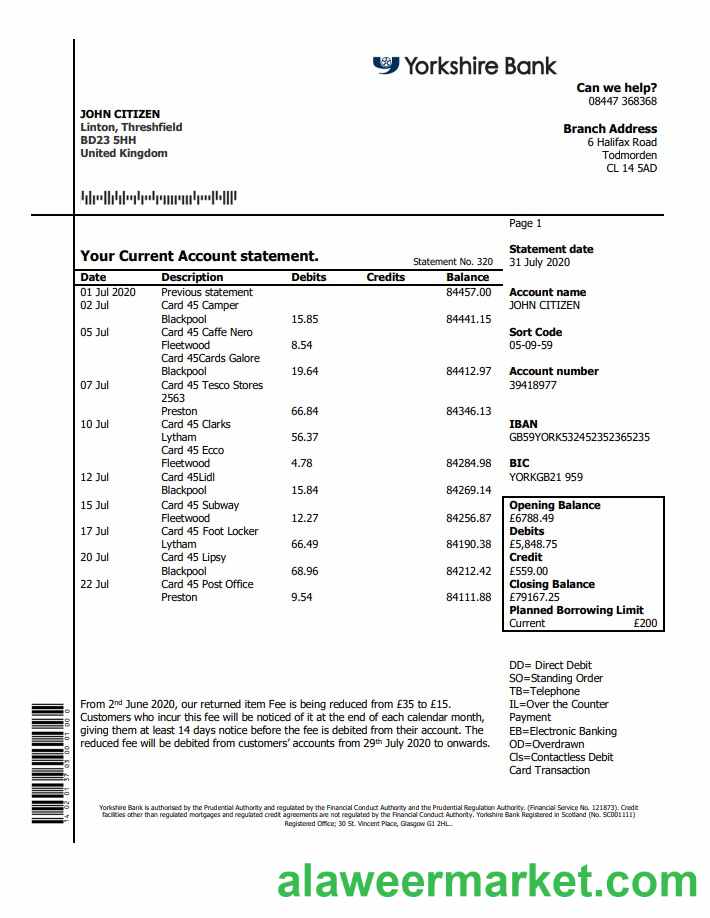 Yorkshire Bank
Can we help?
08447 368368
JOHN CITIZEN
Linton, Threshfield
BD23 5HH
United Kingdom
Branch Address
6 Halifax Road
Todmorden
CL 14 5AD
Page 1
Your Current Account statement.
Statement No. 320
Statement date
31 July 2020
Date Description Debits Credits Balance
01 Jul 2020 Previous statement 84457.00
02 Jul Card 45 Camper
Blackpool 15.85 84441.15
05 Jul Card 45 Caffe Nero
Fleetwood 8.54
Card 45Cards Galore
Blackpool 19.64 84412.97
07 Jul Card 45 Tesco Stores
2563
Preston 66.84 84346.13
10 Jul Card 45 Clarks
Lytham 56.37
Card 45 Ecco
Fleetwood 4.78 84284.98
12 Jul Card 45Lidl
Blackpool 15.84 84269.14
15 Jul Card 45 Subway
Fleetwood 12.27 84256.87
17 Jul Card 45 Foot Locker
Lytham 66.49 84190.38
20 Jul Card 45 Lipsy
Blackpool 68.96 84212.42
22 Jul Card 45 Post Office
Preston 9.54 84111.88
Account name
JOHN CITIZEN
Sort Code
05-09-59
Account number
39418977
IBAN
GB59YORK532452352365235
BIC
YORKGB21 959
Opening Balance
£6788.49
Debits
£5,848.75
Credit
£559.00
Closing Balance
£79167.25
Planned Borrowing Limit
Current £200
DD= Direct Debit
SO=Standing Order
TB=Telephone
IL=Over the Counter
Payment
EB=Electronic Banking
OD=Overdrawn
Cls=Contactless Debit
Card Transaction
From 2nd June 2020, our returned item Fee is being reduced from £35 to £15.
Customers who incur this fee will be noticed of it at the end of each calendar month,
giving them at least 14 days notice before the fee is debited from their account. The
reduced fee will be debited from customers' accounts from 29th July 2020 to onwards.
14 02 01 37 03 00 01 00 0
Yorkshire Bank is authorised by the Prudential Authority and regulated by the Financial Conduct Authority and the Prudential Regulation Authority. (Financial Service No. 121873). Credit
facilities other than regulated mortgages and regulated credit agreements are not regulated by the Financial Conduct Authority. Yorkshire Bank Registered in Scotland (No. SC001111)
Registered Office; 30 St. Vincent Place, Glasgow G1 2HL..
alaweermarket.com